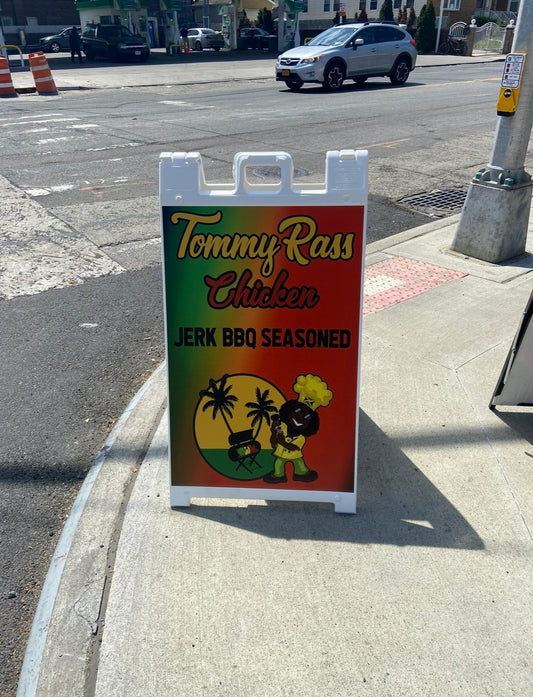 Tommy Rass
Chicken
JERK BBQ SEASONED